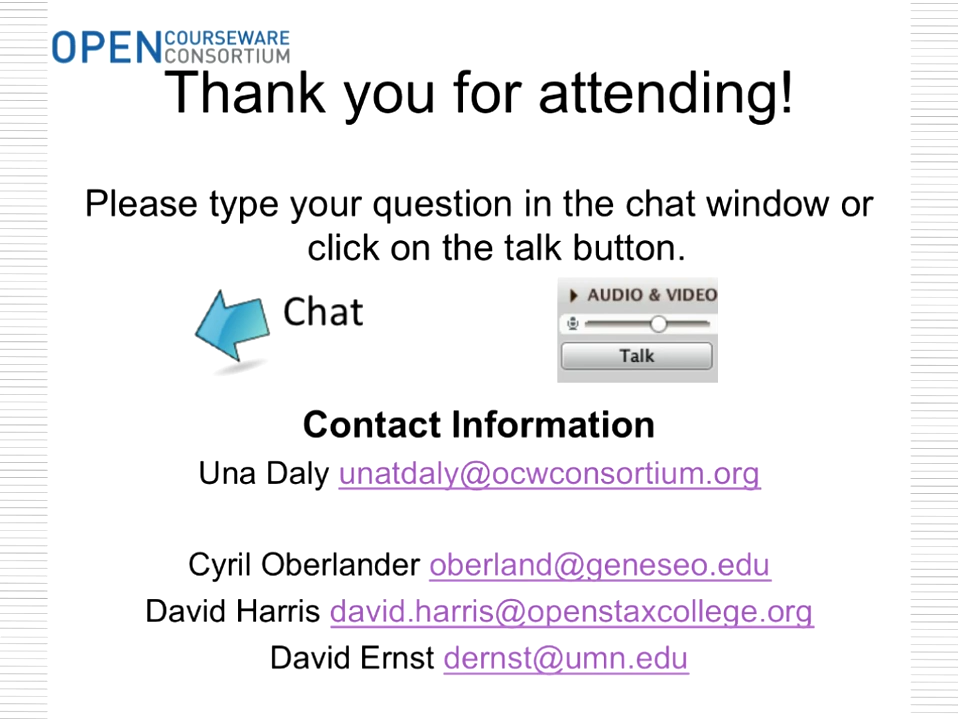 OPEN COURSEWARE
CONSORTIUM
Thank you for attending!
Please type your question in the chat window or
click on the talk button.
Chat
AUDIO & VIDEO
Talk
Contact Information
Una Daly unatdaly@ocwconsortium.org
Cyril Oberlander oberland@geneseo.edu
David Harris david.harris@openstaxcollege.org
David Ernst dernst@umn.edu